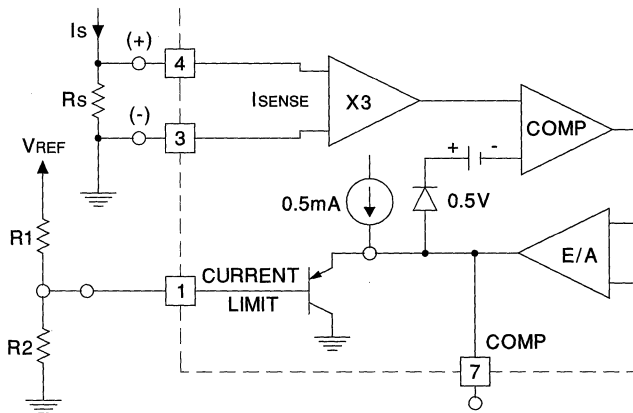 Is
(+)
4
Rs
ISENSE
X3
(-)
3
COMP
VREF
+ -
0.5mA
0.5V
R1
E/A
CURRENT
1
LIMIT
R2
COMP
7